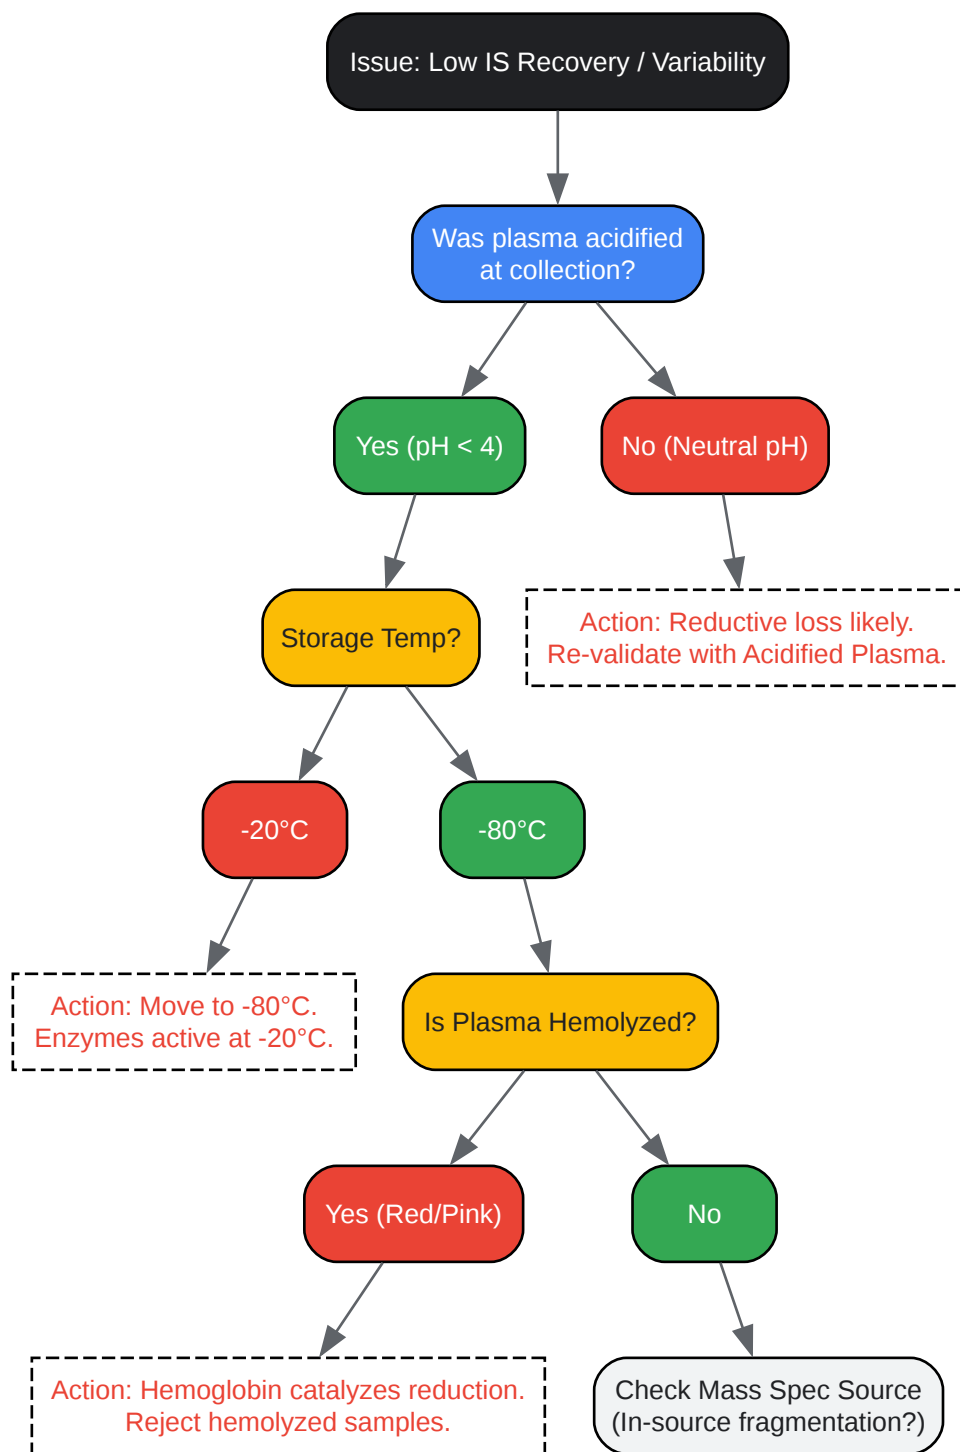 Issue: Low IS Recovery / Variability
Was plasma acidified
at collection?
Yes (pH < 4)
No (Neutral pH)
Storage Temp?
Action: Reductive loss likely.
Re-validate with Acidified Plasma.
-20°C
-80°C
Action: Move to -80°C.
Enzymes active at -20°C.
Is Plasma Hemolyzed?
Yes (Red/Pink)
No
Action: Hemoglobin catalyzes reduction.
Reject hemolyzed samples.
Check Mass Spec Source
(In-source fragmentation?)